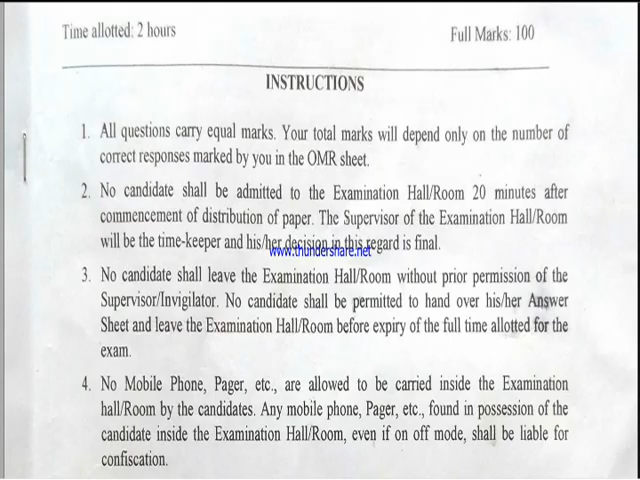 Time allotted: 2 hours Full Marks: 100
INSTRUCTIONS
1. All questions carry equal marks. Your total marks will depend only on the number of
correct responses marked by you in the OMR sheet.
2. No candidate shall be admitted to the Examination Hall/Room 20 minutes after
commencement of distribution of paper. The Supervisor of the Examination Hall/Room
will be the time-keeper and his/her decision in this regard is final.
www.thundershare.net
3. No candidate shall leave the Examination Hall/Room without prior permission of the
Supervisor/Invigilator. No candidate shall be permitted to hand over his/her Answer
Sheet and leave the Examination Hall/Room before expiry of the full time allotted for the
exam.
4. No Mobile Phone, Pager, etc., are allowed to be carried inside the Examination
hall/Room by the candidates. Any mobile phone, Pager, etc., found in possession of the
candidate inside the Examination Hall/Room, even if on off mode, shall be liable for
confiscation.